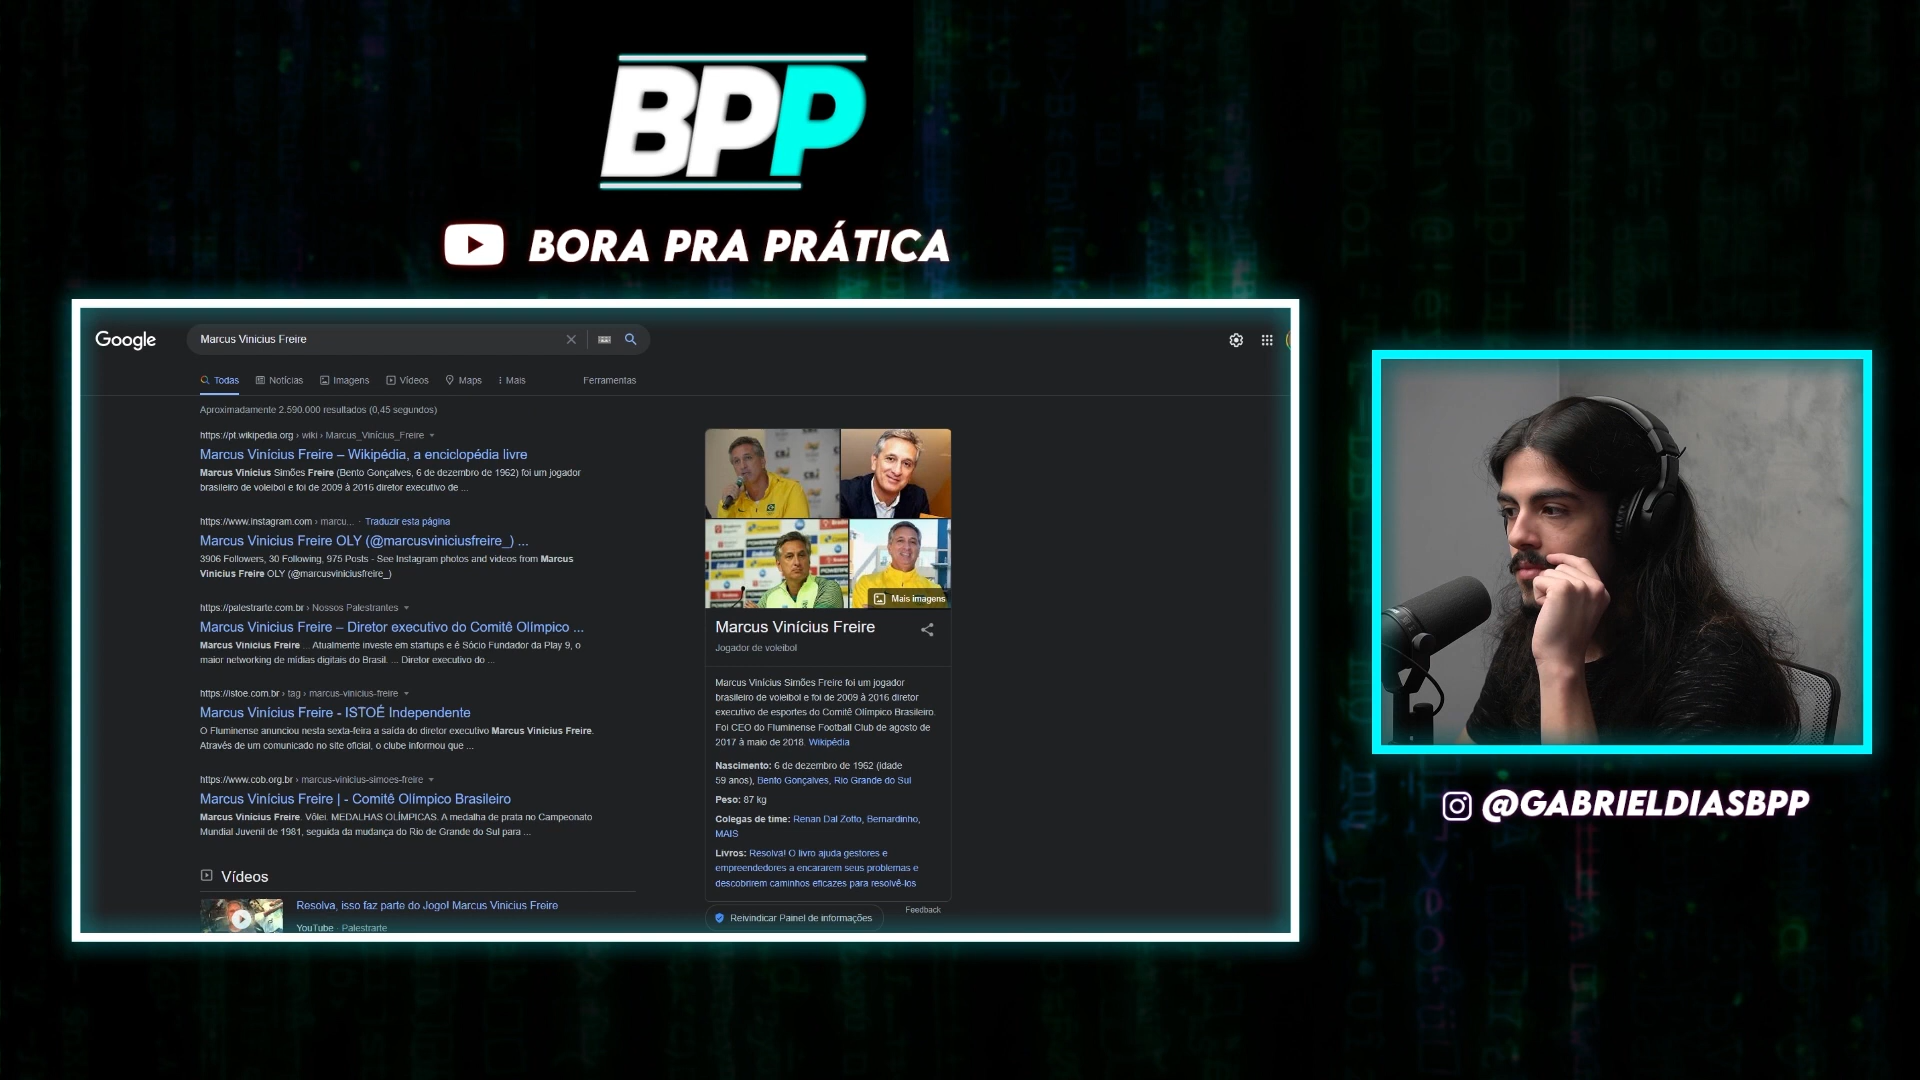 BPP
BORA PRA PRÁTICA
Google
Marcus Vinicius Freire
Todas
Notícias
Imagens
Vídeos
Maps
Mais
Ferramentas
Aproximadamente 2.590.000 resultados (0,45 segundos)
https://pt.wikipedia.org › wiki › Marcus_Vinícius_Freire
Marcus Vinícius Freire – Wikipédia, a enciclopédia livre
Marcus Vinícius Simões Freire (Bento Gonçalves, 6 de dezembro de 1962) foi um jogador
brasileiro de voleibol e foi de 2009 à 2016 diretor executivo de ...
https://www.instagram.com › marcu... · Traduzir esta página
Marcus Vinicius Freire OLY (@marcusviniciusfreire_) ...
3906 Followers, 30 Following, 975 Posts - See Instagram photos and videos from Marcus
Vinicius Freire OLY (@marcusviniciusfreire_)
https://palestrarte.com.br › Nossos Palestrantes
Marcus Vinicius Freire – Diretor executivo do Comitê Olímpico ...
Marcus Vinicius Freire ... Atualmente investe em startups e é Sócio Fundador da Play 9, o
maior networking de mídias digitais do Brasil. ... Diretor executivo do ...
https://istoe.com.br › tag › marcus-vinicius-freire
Marcus Vinícius Freire - ISTOÉ Independente
O Fluminense anunciou nesta sexta-feira a saída do diretor executivo Marcus Vinicius Freire.
Através de um comunicado no site oficial, o clube informou que ...
https://www.cob.org.br › marcus-vinicius-simoes-freire
Marcus Vinícius Freire | - Comitê Olímpico Brasileiro
Marcus Vinícius Freire. Vôlei. MEDALHAS OLÍMPICAS. A medalha de prata no Campeonato
Mundial Juvenil de 1981, seguida da mudança do Rio de Grande do Sul para ...
Vídeos
Resolva, isso faz parte do Jogo! Marcus Vinicius Freire
YouTube · Palestrarte
Mais imagens
Marcus Vinícius Freire
Jogador de voleibol
Marcus Vinícius Simões Freire foi um jogador
brasileiro de voleibol e foi de 2009 à 2016 diretor
executivo de esportes do Comitê Olímpico Brasileiro.
Foi CEO do Fluminense Football Club de agosto de
2017 à maio de 2018. Wikipédia
Nascimento: 6 de dezembro de 1962 (idade
59 anos), Bento Gonçalves, Rio Grande do Sul
Peso: 87 kg
Colegas de time: Renan Dal Zotto, Bernardinho,
MAIS
Livros: Resolva! O livro ajuda gestores e
empreendedores a encararem seus problemas e
descobrirem caminhos eficazes para resolvê-los
Feedback
Reivindicar Painel de informações
@GABRIELDIASBPP